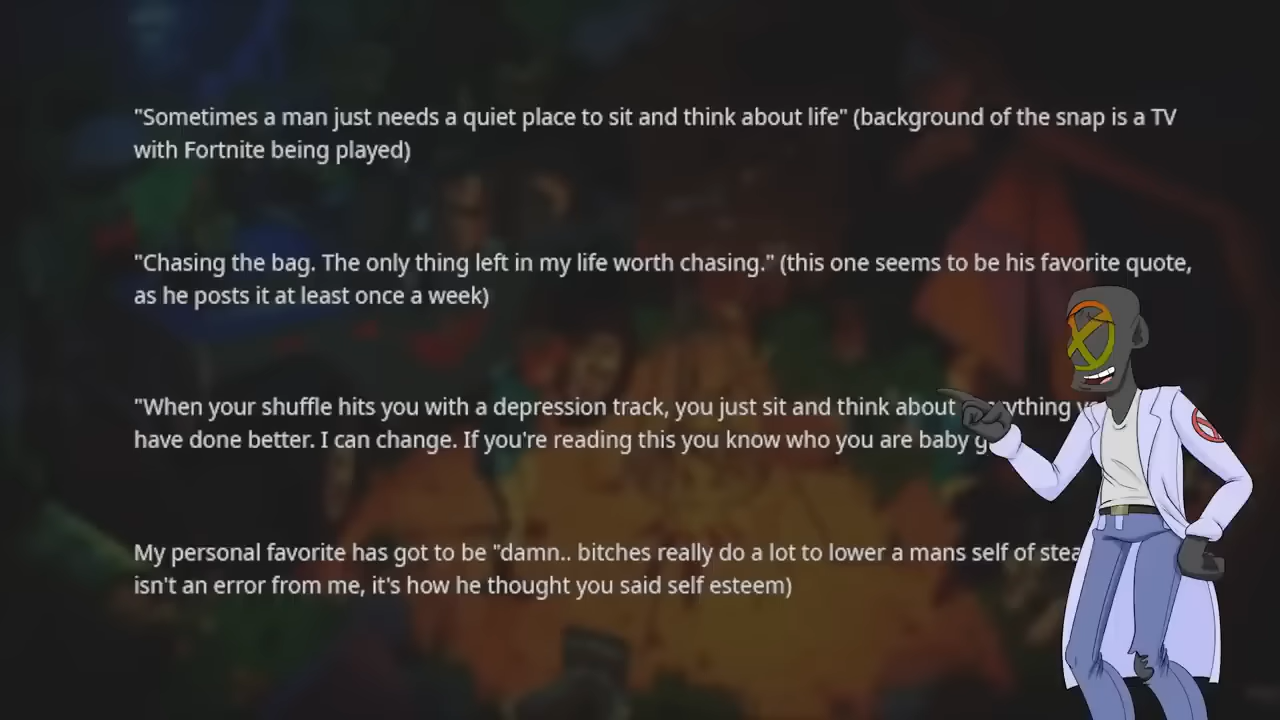 "Sometimes a man just needs a quiet place to sit and think about life" (background of the snap is a TV
with Fortnite being played)
"Chasing the bag. The only thing left in my life worth chasing." (this one seems to be his favorite quote,
as he posts it at least once a week)
"When your shuffle hits you with a depression track, you just sit and think about
have done better. I can change. If you're reading this you know who you are baby
My personal favorite has got to be "damn.. bitches really do a lot to lower a mans self of
isn't an error from me, it's how he thought you said self esteem)